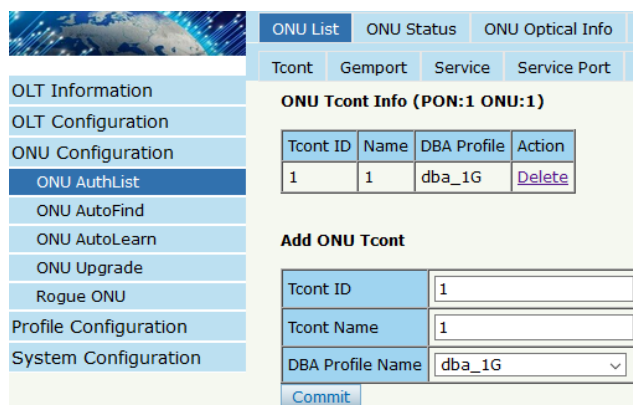 ONU List ONU Status ONU Optical Info
Tcont Gemport Service Service Port
OLT Information
OLT Configuration
ONU Configuration
ONU AuthList
ONU AutoFind
ONU AutoLearn
ONU Upgrade
Rogue ONU
Profile Configuration
System Configuration
ONU Tcont Info (PON:1 ONU:1)
Tcont ID Name DBA Profile Action
1 1 dba_1G Delete
Add ONU Tcont
Tcont ID 1
Tcont Name 1
DBA Profile Name dba_1G
Commit